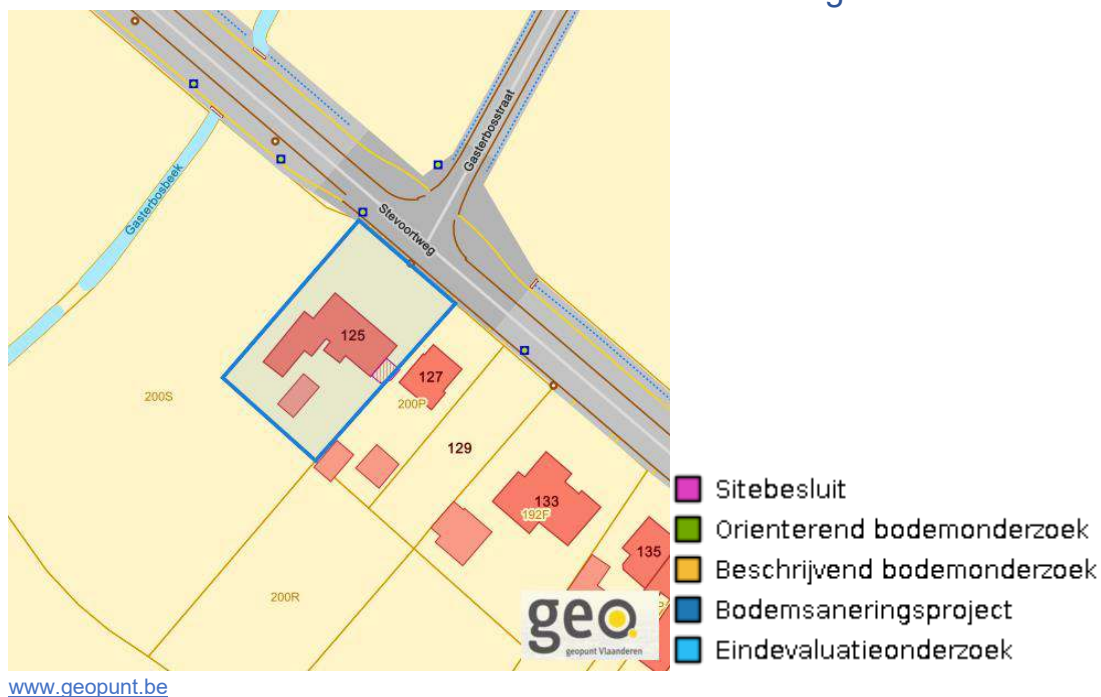 Gasterbosstraat
Gasterbosbeek
Stevoortweg
125
127
200S
200P
129
133
192F
135
200R
geo.
geopunt Vlaanderen
Sitebesluit
Orienterend bodemonderzoek
Beschrijvend bodemonderzoek
Bodemsaneringsproject
Eindevaluatieonderzoek
www.geopunt.be